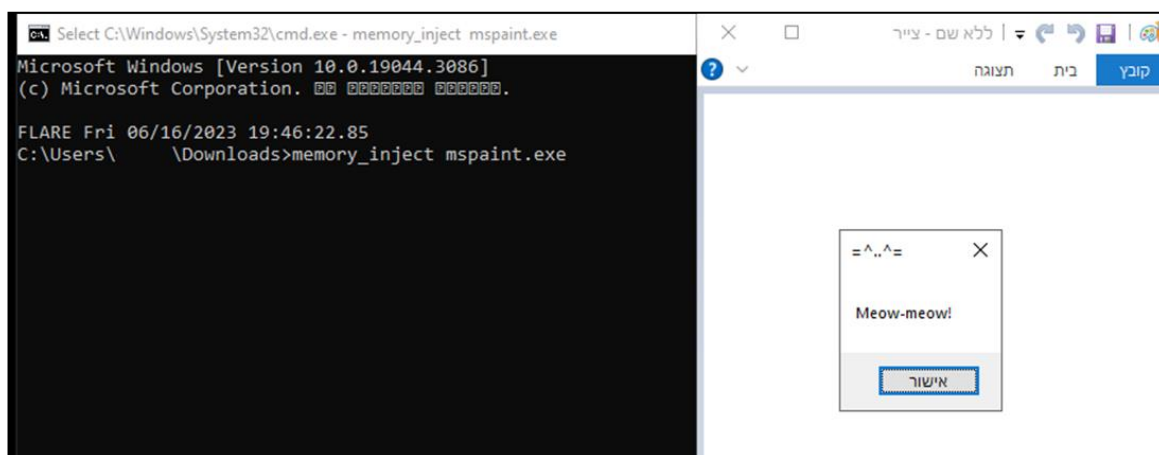 Select C:\Windows\System32\cmd.exe - memory_inject mspaint.exe
Microsoft Windows [Version 10.0.19044.3086]
(c) Microsoft Corporation.
FLARE Fri 06/16/2023 19:46:22.85
C:\Users\ \Downloads>memory_inject mspaint.exe
ללא שם - צייר
קובץ בית תצוגה
=^..^=
Meow-meow!
אישור